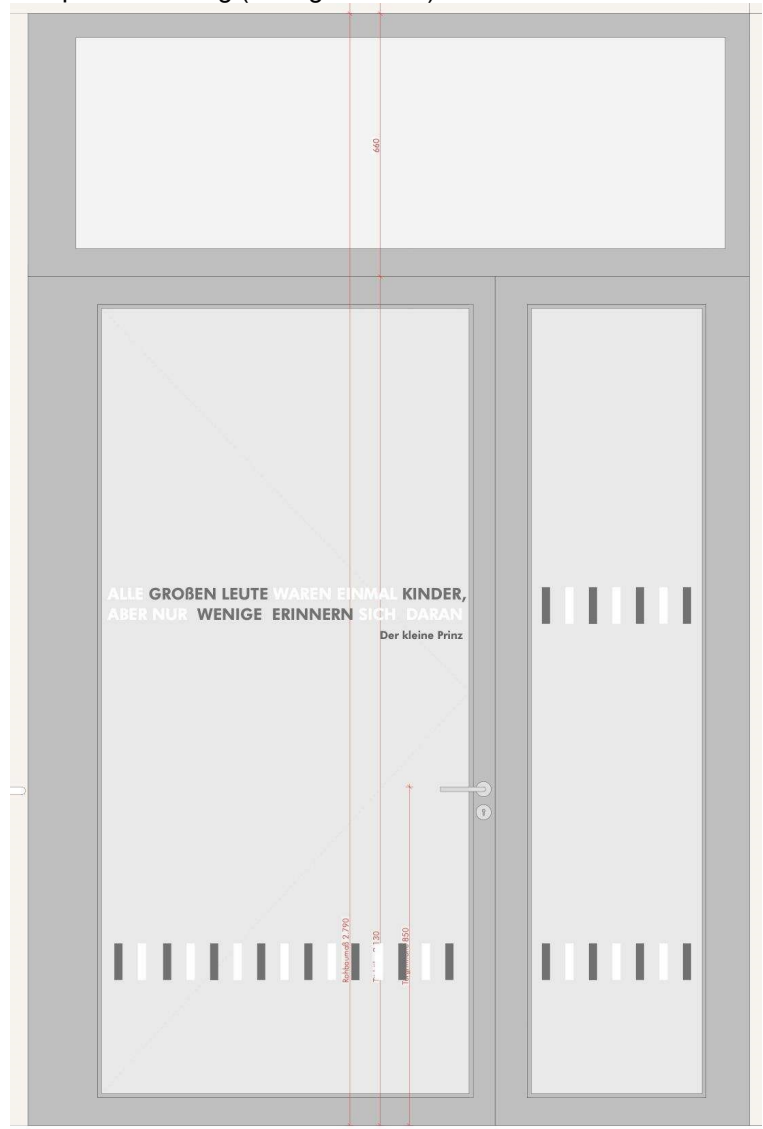 660
ALLE GROßEN LEUTE WAREN EINMAL KINDER,
ABER NUR WENIGE ERINNERN SICH DARAN
Der kleine Prinz
Rohbaumaß 2.790
130
850